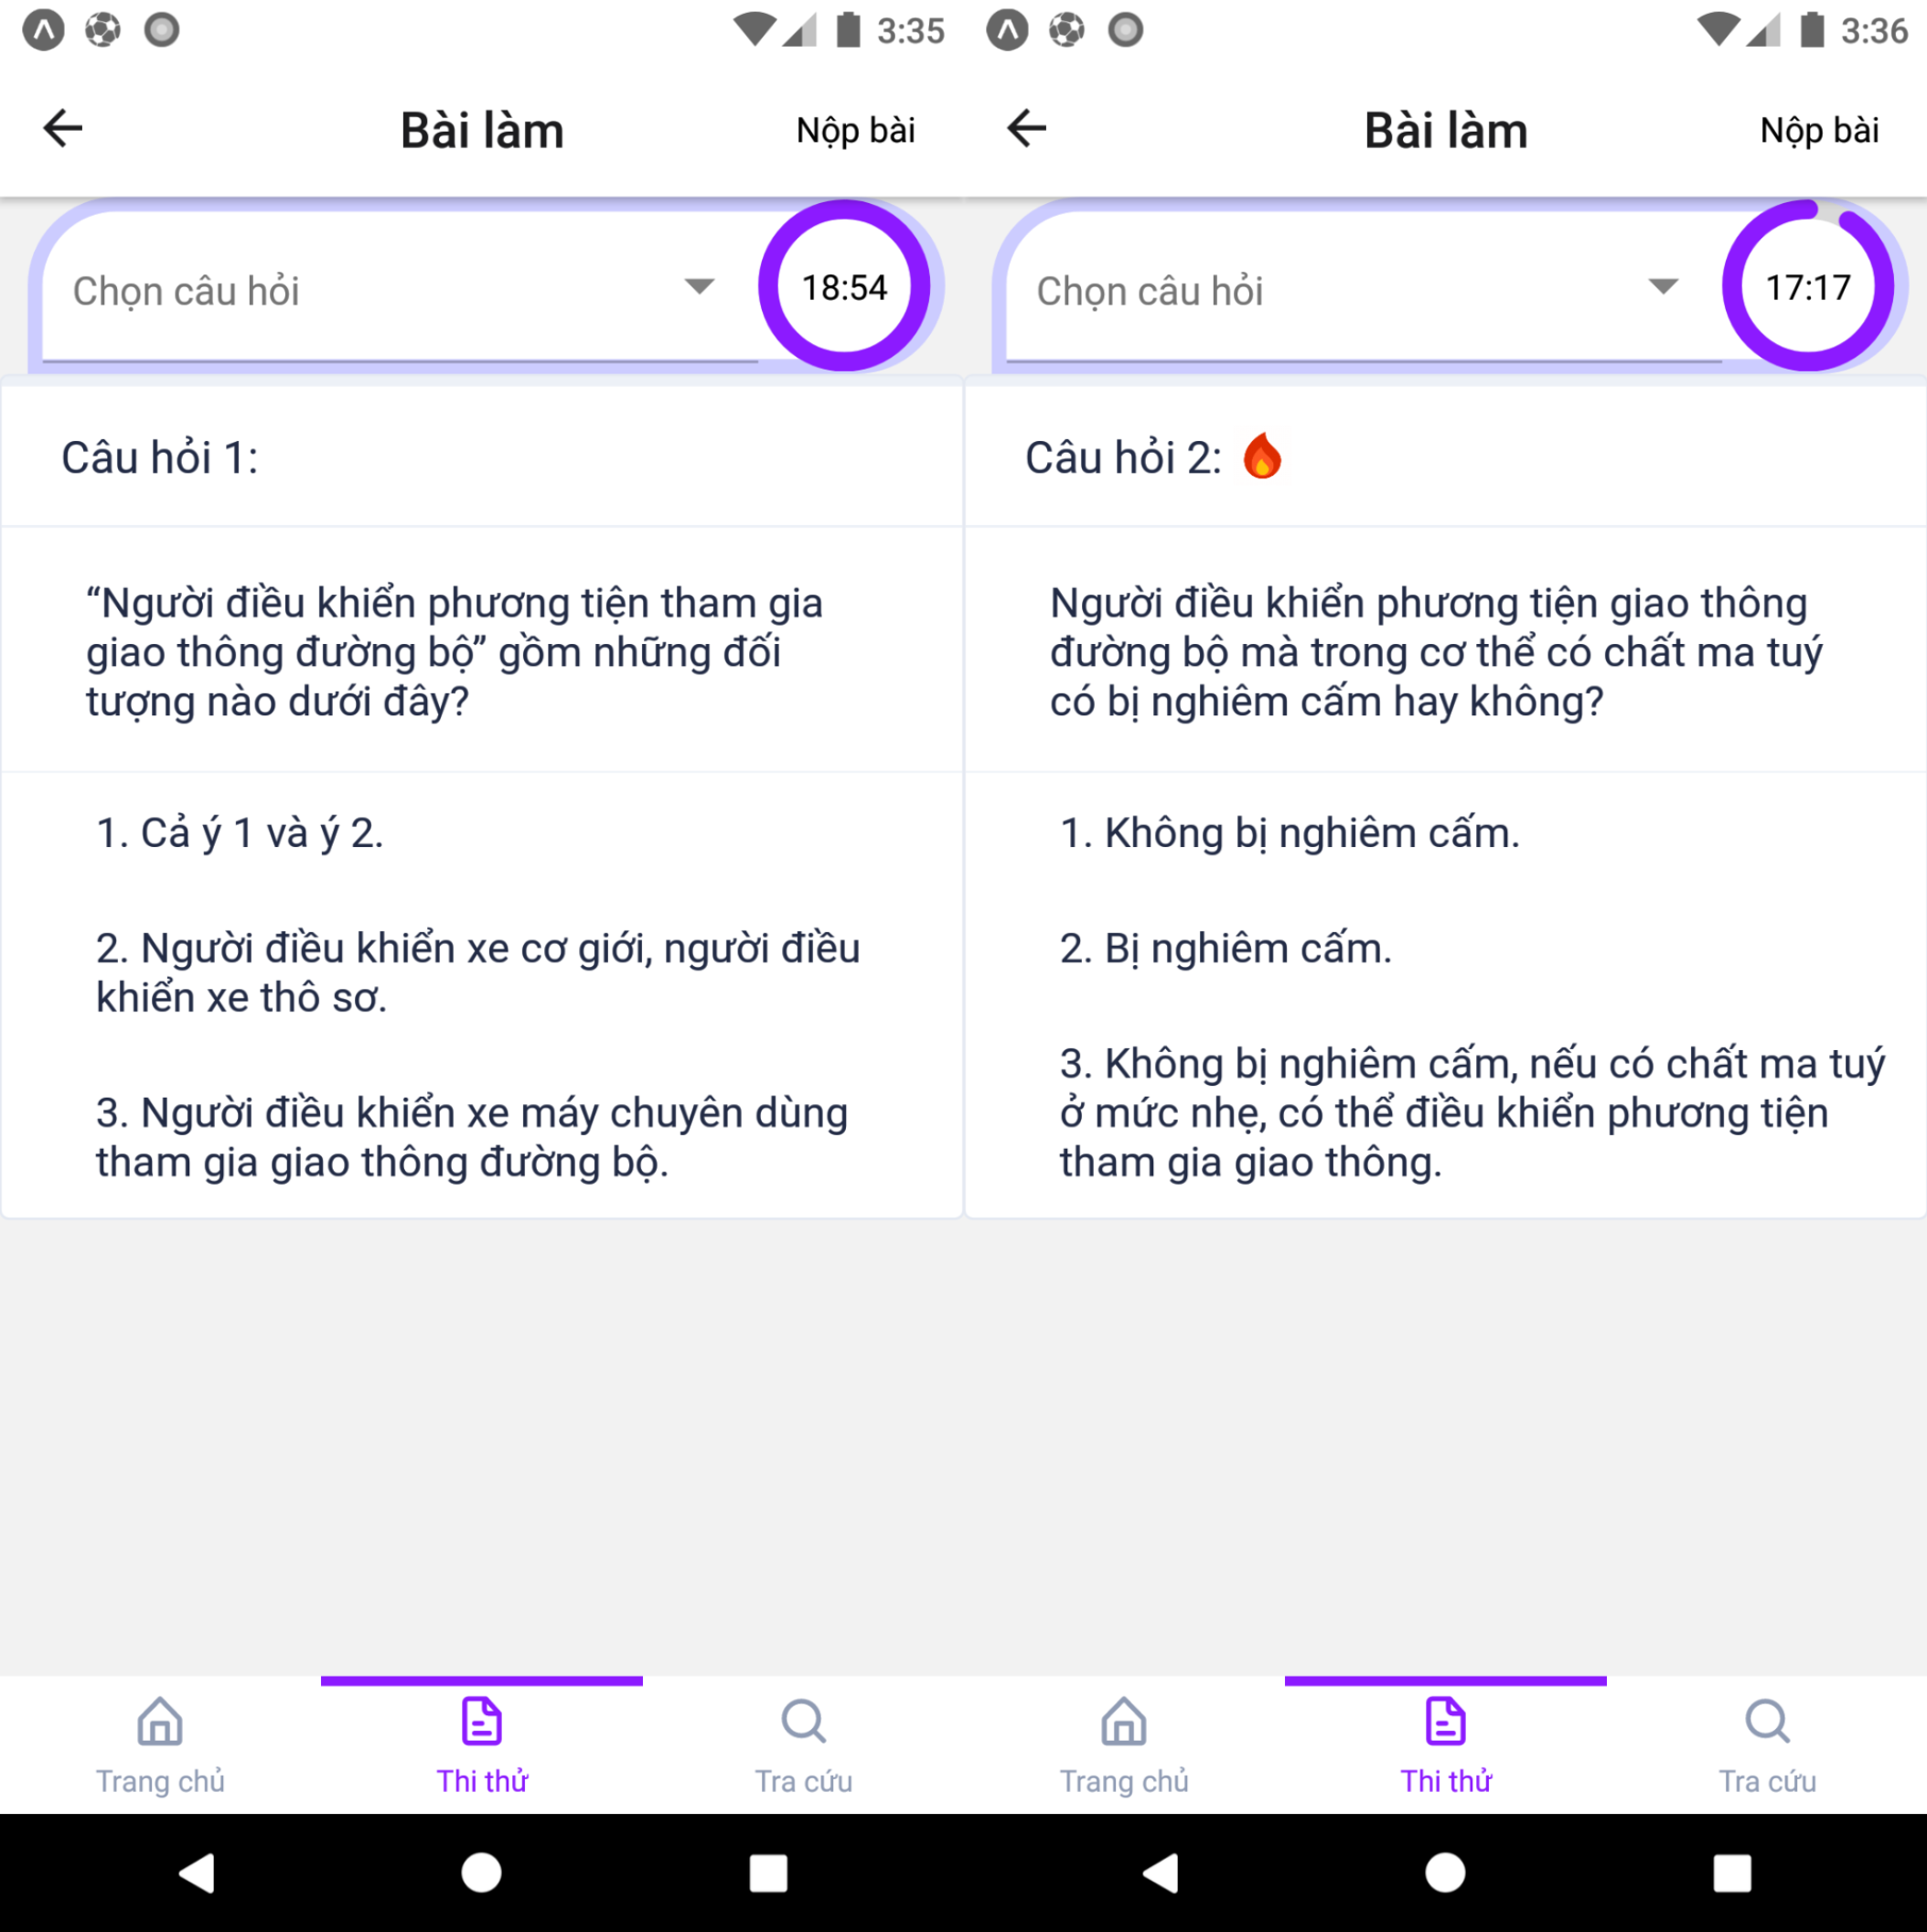 3:35
Bài làm
Nộp bài
Chọn câu hỏi
18:54
Câu hỏi 1:
“Người điều khiển phương tiện tham gia
giao thông đường bộ” gồm những đối
tượng nào dưới đây?
1. Cả ý 1 và ý 2.
2. Người điều khiển xe cơ giới, người điều
khiển xe thô sơ.
3. Người điều khiển xe máy chuyên dùng
tham gia giao thông đường bộ.
Trang chủ
Thi thử
Tra cứu
3:36
Bài làm
Nộp bài
Chọn câu hỏi
17:17
Câu hỏi 2:
Người điều khiển phương tiện giao thông
đường bộ mà trong cơ thể có chất ma tuý
có bị nghiêm cấm hay không?
1. Không bị nghiêm cấm.
2. Bị nghiêm cấm.
3. Không bị nghiêm cấm, nếu có chất ma tuý
ở mức nhẹ, có thể điều khiển phương tiện
tham gia giao thông.
Trang chủ
Thi thử
Tra cứu